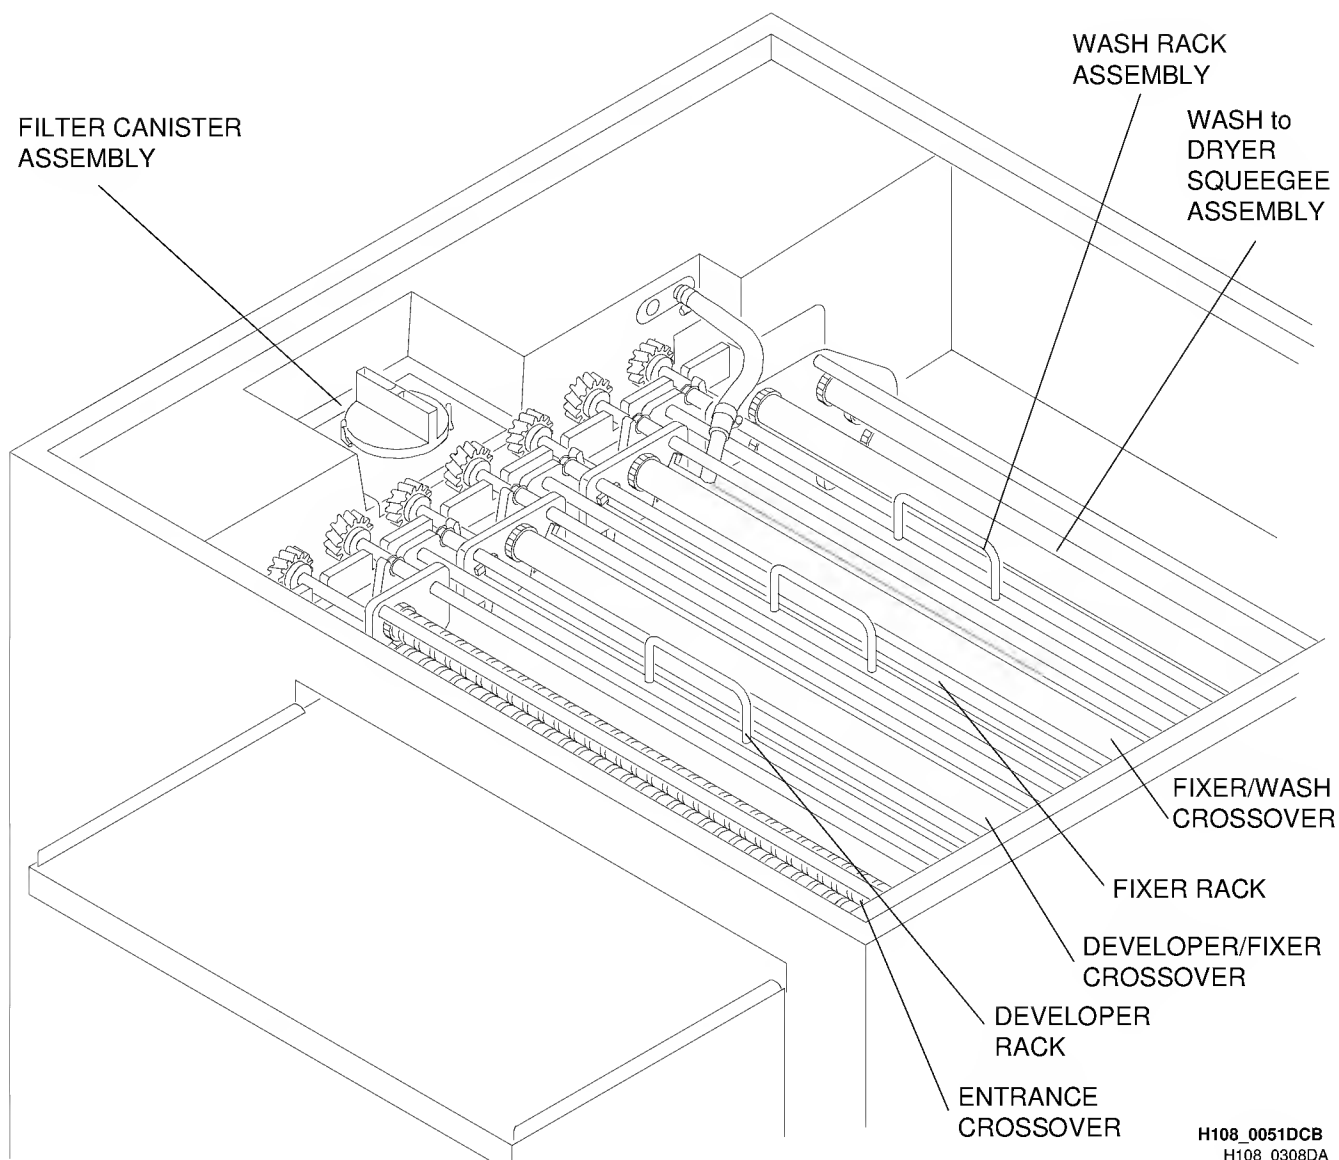 WASH RACK
ASSEMBLY
WASH to
DRYER
SQUEEGEE
ASSEMBLY
FILTER CANISTER
ASSEMBLY
FIXER/WASH
CROSSOVER
FIXER RACK
DEVELOPER/FIXER
CROSSOVER
DEVELOPER
RACK
ENTRANCE
CROSSOVER
H108_0051DCB
H108_0308DA